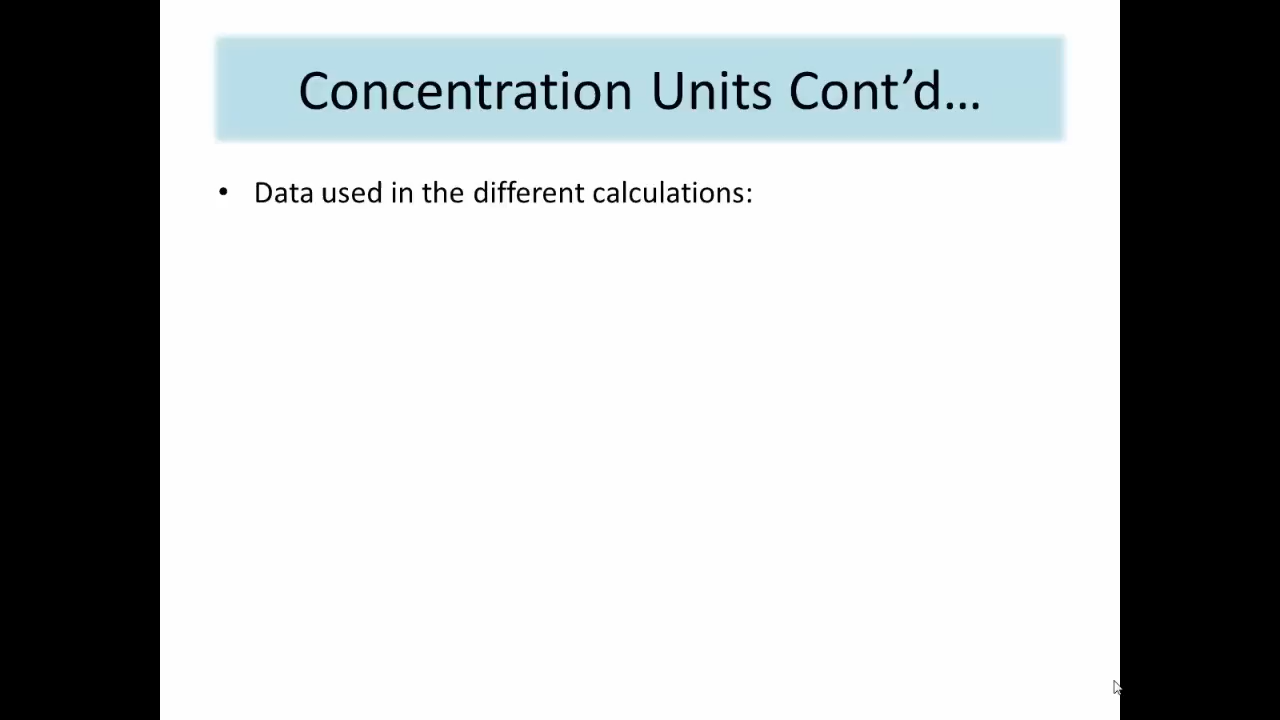 Concentration Units Cont’d…
• Data used in the different calculations: